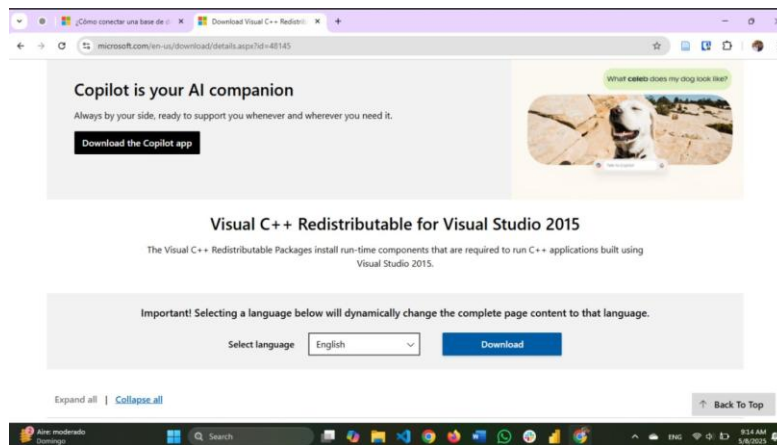 ¿Cómo conectar una base de d
Download Visual C++ Redistrib
microsoft.com/en-us/download/details.aspx?id=48145
Copilot is your AI companion
Always by your side, ready to support you whenever and wherever you need it.
Download the Copilot app
What celeb does my dog look like?
Talk to Copilot
Visual C++ Redistributable for Visual Studio 2015
The Visual C++ Redistributable Packages install run-time components that are required to run C++ applications built using
Visual Studio 2015.
Important! Selecting a language below will dynamically change the complete page content to that language.
Select language
English
Download
Expand all | Collapse all
Back To Top
Aire: moderado
Domingo
Search
ENG
9:14 AM
5/8/2025